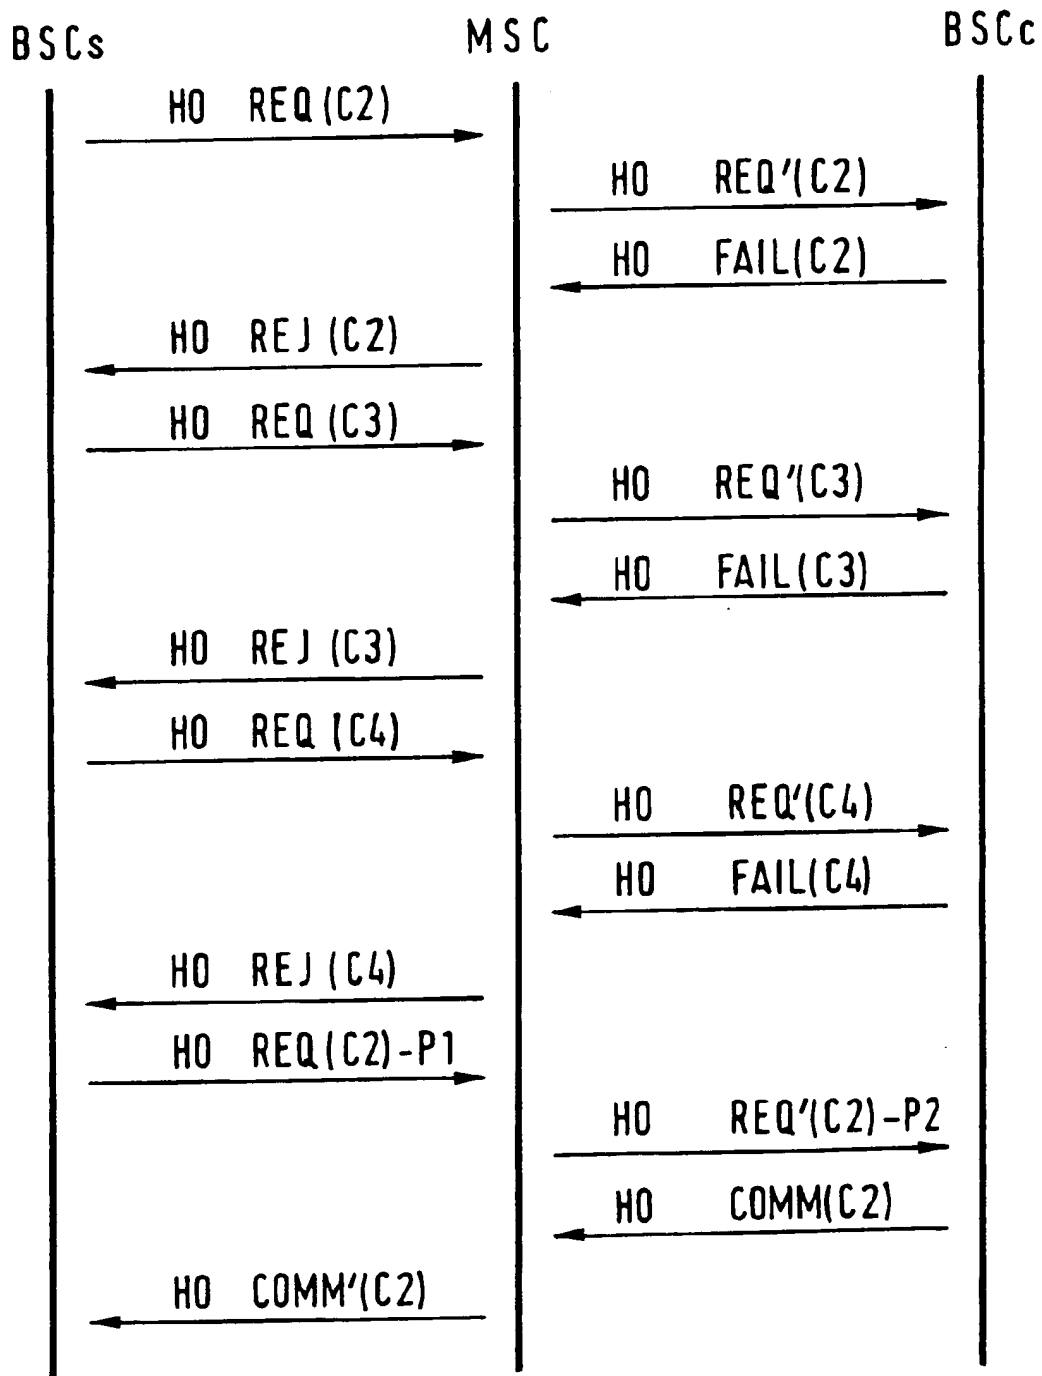 BSCs MSC BSCc
HO REQ(C2)
HO REQ'(C2)
HO FAIL(C2)
HO REJ(C2)
HO REQ(C3)
HO REQ'(C3)
HO FAIL(C3)
HO REJ(C3)
HO REQ(C4)
HO REQ'(C4)
HO FAIL(C4)
HO REJ(C4)
HO REQ(C2)-P1
HO REQ'(C2)-P2
HO COMM(C2)
HO COMM'(C2)